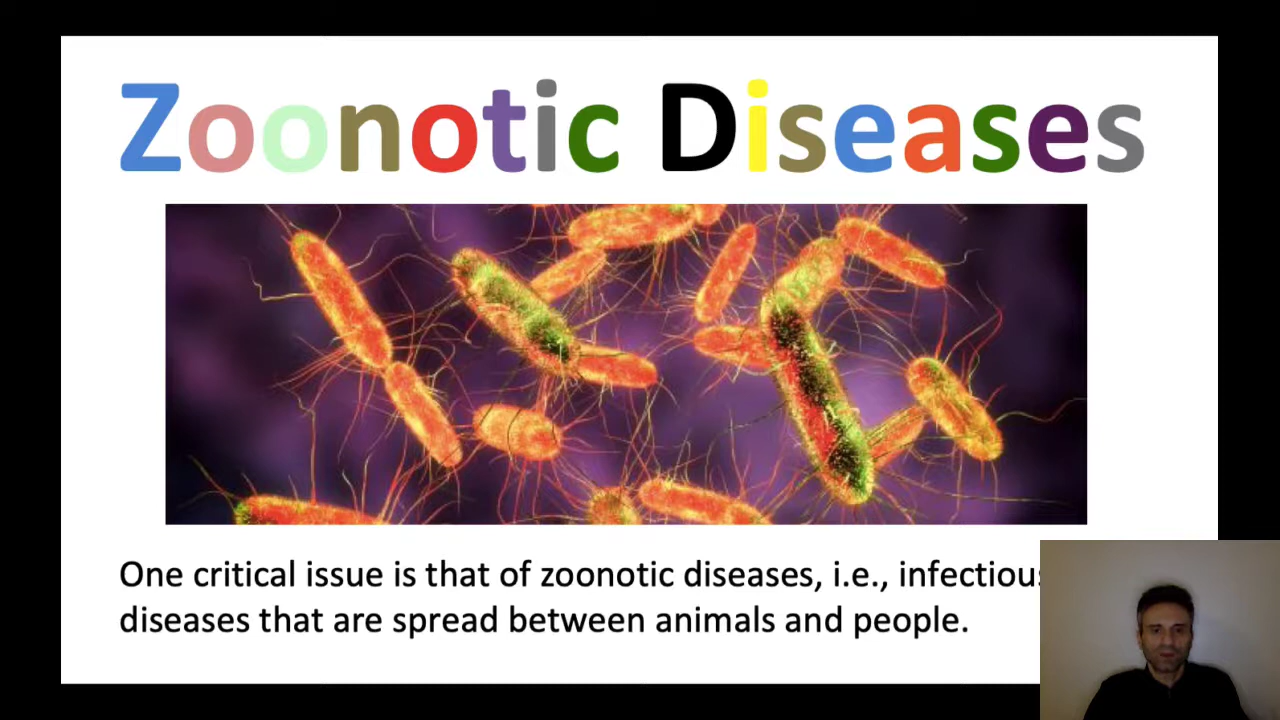 Zoonotic Diseases
One critical issue is that of zoonotic diseases, i.e., infectious
diseases that are spread between animals and people.